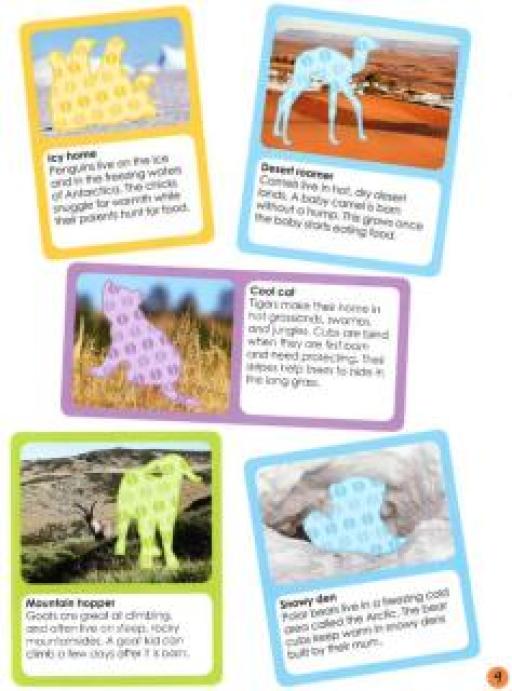 Icy home
Penguins live on the ice
and in the freezing waters
of Antarctica. The chicks
snuggle for warmth while
their parents hunt for food.
Desert roamer
Camels live in hot, dry desert
lands. A baby camel is born
without a hump. This grows once
the baby starts eating food.
Cool cat
Tigers make their home in
hot grasslands, swamps,
and jungles. Cubs are blind
when they are first born
and need protecting. Their
stripes help them to hide in
the long grass.
Mountain hopper
Goats are great at climbing,
and often live on steep, rocky
mountainsides. A goat kid can
climb a few days after it is born.
Snowy den
Polar bears live in a freezing cold
area called the Arctic. The bear
cubs keep warm in snowy dens
built by their mum.
9